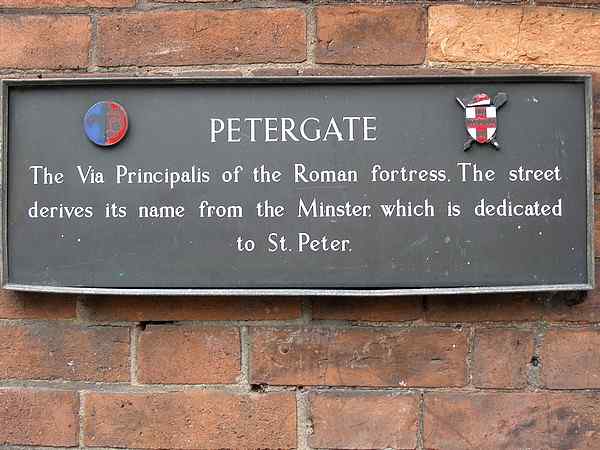 PETERGATE
The Via Principalis of the Roman fortress. The street
derives its name from the Minster, which is dedicated
to St. Peter.